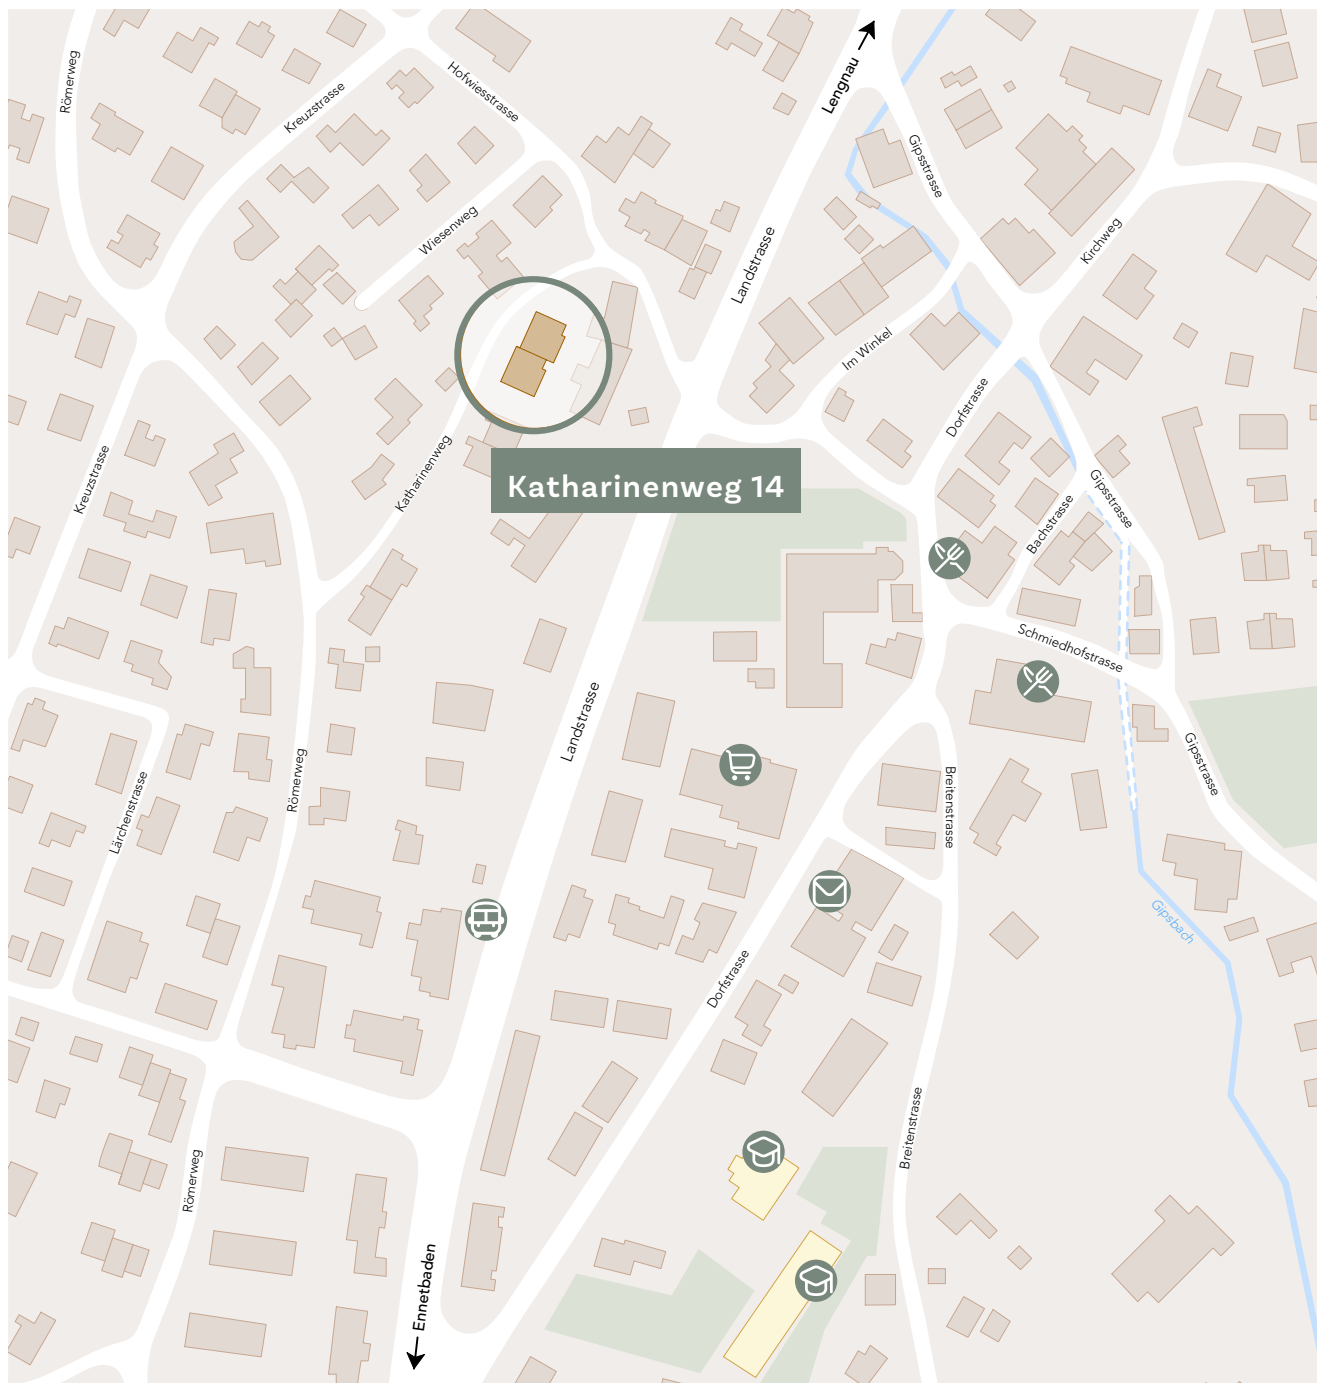 Römerweg
Kreuzstrasse
Hofwiesstrasse
Lengnau
Gipsstrasse
Wiesenweg
Landstrasse
Kirchweg
Im Winkel
Dorfstrasse
Kreuzstrasse
Katharinenweg
Katharinenweg 14
Gipsstrasse
Bachstrasse
Schmiedhofstrasse
Landstrasse
Römerweg
Lärchenstrasse
Breitenstrasse
Gipsstrasse
Gipsbach
Dorfstrasse
Breitenstrasse
Römerweg
Ennetbaden